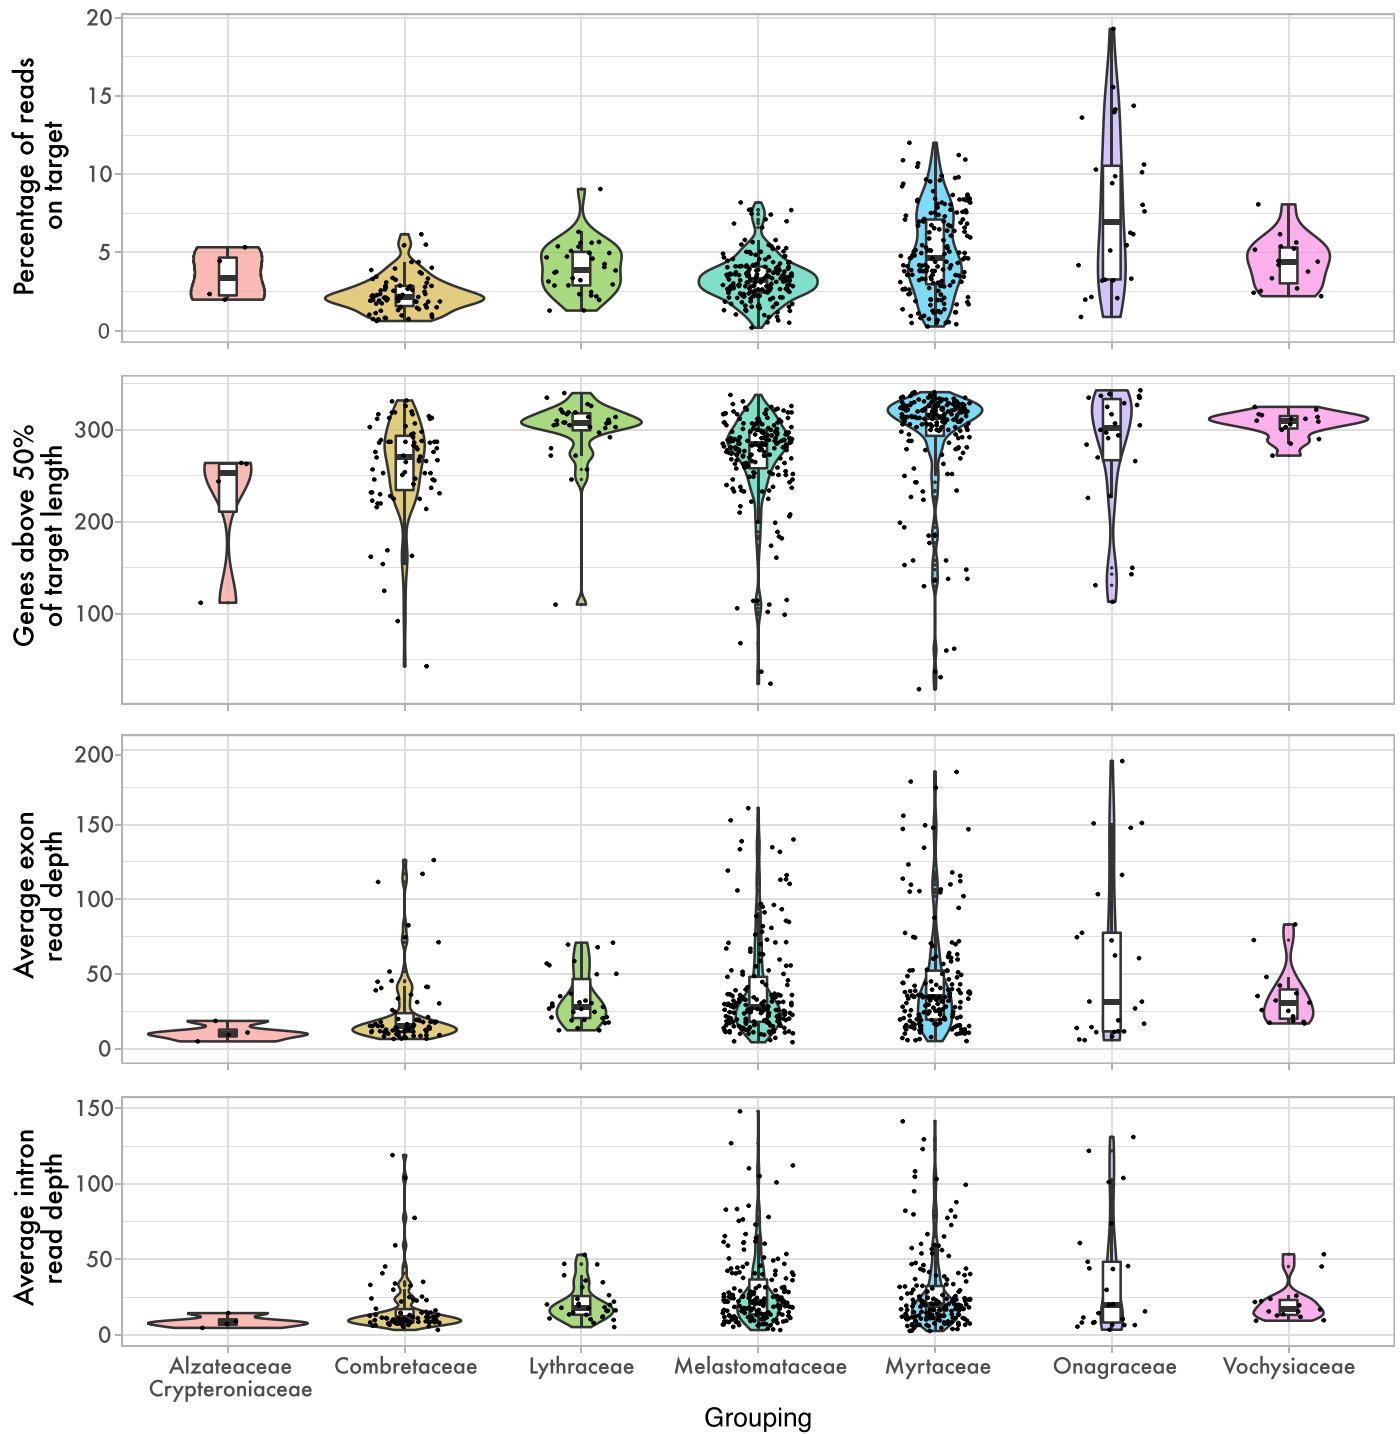 Percentage of reads
on target
20
15
10
5
0
Genes above 50%
of target length
300
200
100
Average exon
read depth
200
150
100
50
0
Average intron
read depth
150
100
50
0
Alzateaceae
Crypteroniaceae
Combretaceae
Lythraceae
Melastomataceae
Myrtaceae
Onagraceae
Vochysiaceae
Grouping